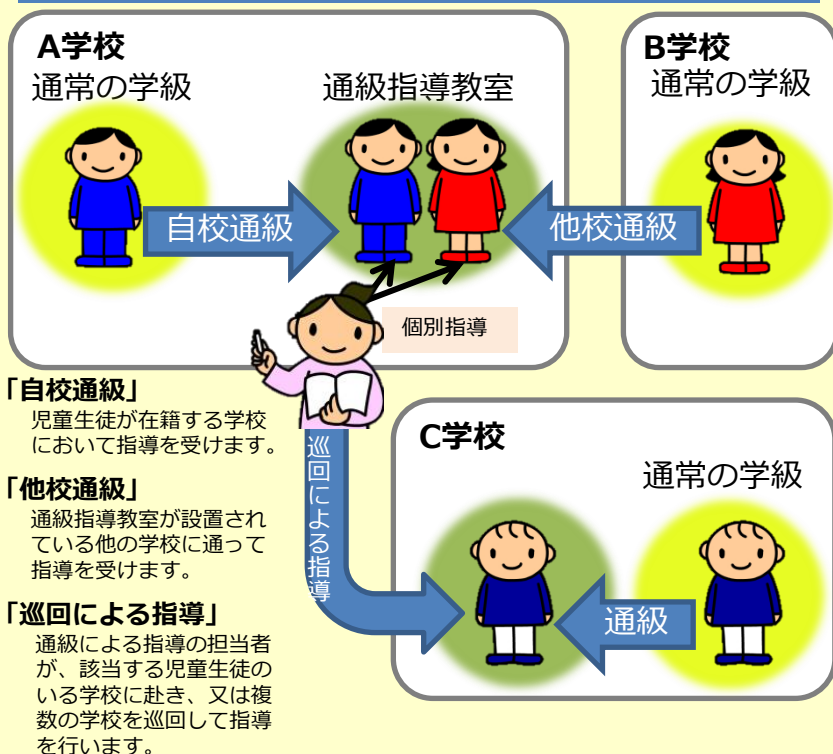 A学校
通常の学級
通級指導教室
B学校
通常の学級
自校通級
他校通級
個別指導
「自校通級」
児童生徒が在籍する学校
において指導を受けます。
「他校通級」
通級指導教室が設置され
ている他の学校に通って
指導を受けます。
「巡回による指導」
通級による指導の担当者
が、該当する児童生徒の
いる学校に赴き、又は複
数の学校を巡回して指導
を行います。
巡回による指導
C学校
通常の学級
通級